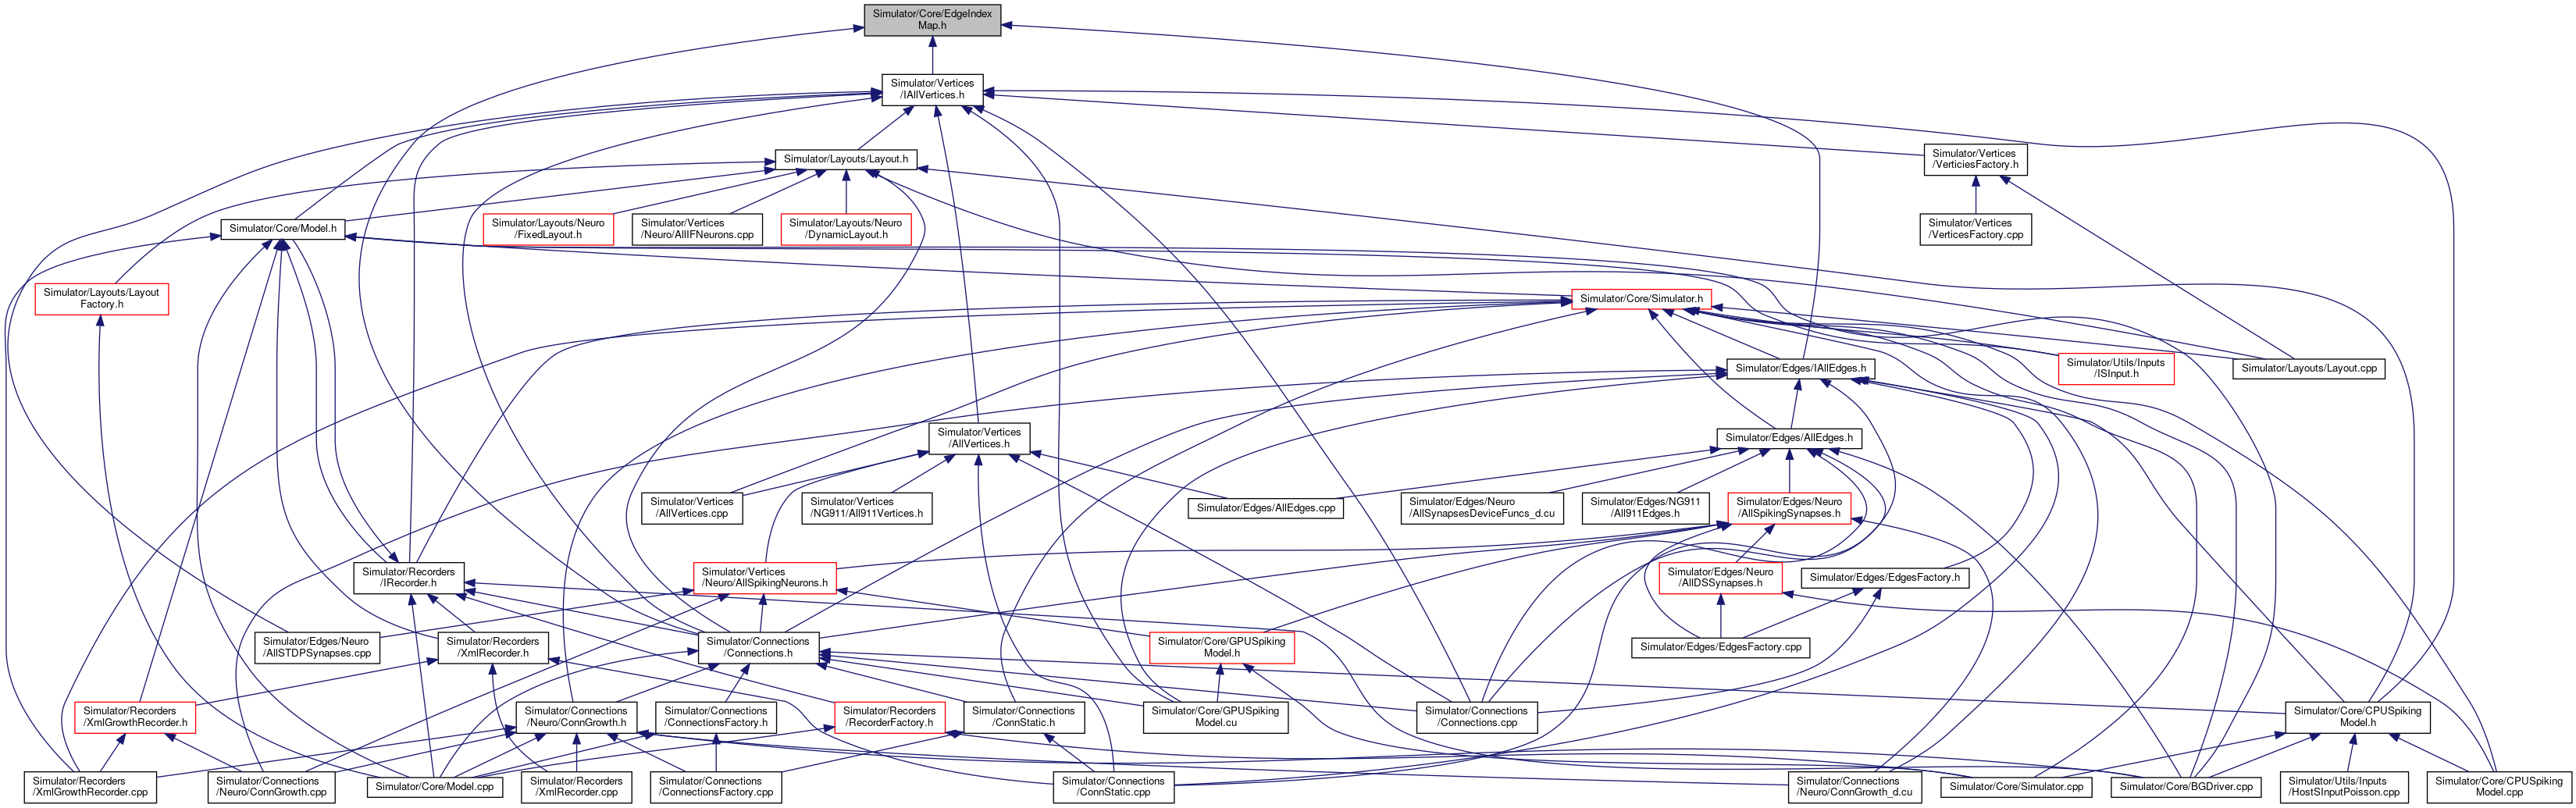 Simulator/Core/EdgeIndex
Map.h
Simulator/Vertices
/IAllVertices.h
Simulator/Layouts/Layout.h
Simulator/Vertices
/VerticiesFactory.h
Simulator/Core/Model.h
Simulator/Layouts/Neuro
/FixedLayout.h
Simulator/Vertices
/Neuro/AllIFNeurons.cpp
Simulator/Layouts/Neuro
/DynamicLayout.h
Simulator/Vertices
/VerticesFactory.cpp
Simulator/Layouts/Layout
Factory.h
Simulator/Core/Simulator.h
Simulator/Edges/IAllEdges.h
Simulator/Utils/Inputs
/ISInput.h
Simulator/Layouts/Layout.cpp
Simulator/Vertices
/AllVertices.h
Simulator/Edges/AllEdges.h
Simulator/Vertices
/AllVertices.cpp
Simulator/Vertices
/NG911/All911Vertices.h
Simulator/Edges/AllEdges.cpp
Simulator/Edges/Neuro
/AllSynapsesDeviceFuncs_d.cu
Simulator/Edges/NG911
/All911Edges.h
Simulator/Edges/Neuro
/AllSpikingSynapses.h
Simulator/Recorders
/IRecorder.h
Simulator/Vertices
/Neuro/AllSpikingNeurons.h
Simulator/Edges/Neuro
/AllDSSynapses.h
Simulator/Edges/EdgesFactory.h
Simulator/Edges/Neuro
/AllSTDPSynapses.cpp
Simulator/Recorders
/XmlRecorder.h
Simulator/Connections
/Connections.h
Simulator/Core/GPUSpiking
Model.h
Simulator/Edges/EdgesFactory.cpp
Simulator/Recorders
/XmlGrowthRecorder.h
Simulator/Connections
/Neuro/ConnGrowth.h
Simulator/Connections
/ConnectionsFactory.h
Simulator/Recorders
/RecorderFactory.h
Simulator/Connections
/ConnStatic.h
Simulator/Core/GPUSpiking
Model.cu
Simulator/Connections
/Connections.cpp
Simulator/Core/CPUSpiking
Model.h
Simulator/Recorders
/XmlGrowthRecorder.cpp
Simulator/Connections
/Neuro/ConnGrowth.cpp
Simulator/Core/Model.cpp
Simulator/Recorders
/XmlRecorder.cpp
Simulator/Connections
/ConnectionsFactory.cpp
Simulator/Connections
/ConnStatic.cpp
Simulator/Connections
/Neuro/ConnGrowth_d.cu
Simulator/Core/Simulator.cpp
Simulator/Core/BGDriver.cpp
Simulator/Utils/Inputs
/HostSInputPoisson.cpp
Simulator/Core/CPUSpiking
Model.cpp